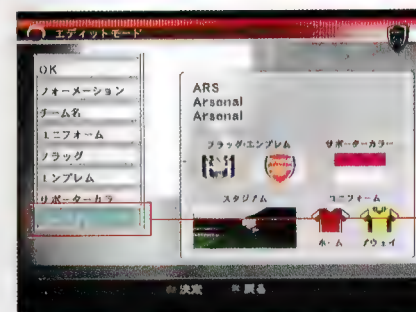 エディットモード
OK
フォーメーション
チーム名
ユニフォーム
フラッグ
エンブレム
サポーターカラー
ARS
Arsenal
Arsenal
フラッグ・エンブレム
サポーターカラー
スタジアム
ユニフォーム
ホーム
アウェイ
決定
戻る